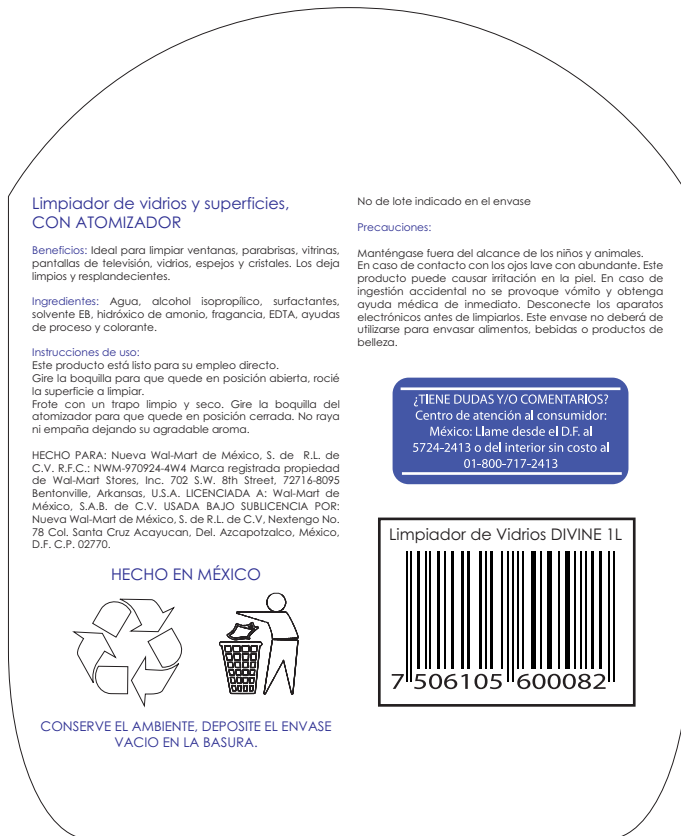 Limpiador de vidrios y superficies,
CON ATOMIZADOR
Beneficios: Ideal para limpiar ventanas, parabrisas, vitrinas,
pantallas de televisión, vidrios, espejos y cristales. Los deja
limpios y resplandecientes.
Ingredientes: Agua, alcohol isopropílico, surfactantes,
solvente EB, hidróxico de amonio, fragancia, EDTA, ayudas
de proceso y colorante.
Instrucciones de uso:
Este producto está listo para su empleo directo.
Gire la boquilla para que quede en posición abierta, rocié
la superficie a limpiar.
Frote con un trapo limpio y seco. Gire la boquilla del
atomizador para que quede en posición cerrada. No raya
ni empaña dejando su agradable aroma.
HECHO PARA: Nueva Wal-Mart de México, S. de R.L. de
C.V. R.F.C.: NWM-970924-4W4 Marca registrada propiedad
de Wal-Mart Stores, Inc. 702 S.W. 8th Street, 72716-8095
Bentonville, Arkansas, U.S.A. LICENCIADA A: Wal-Mart de
México, S.A.B. de C.V. USADA BAJO SUBLICENCIA POR:
Nueva Wal-Mart de México, S. de R.L. de C.V, Nextengo No.
78 Col. Santa Cruz Acayucan, Del. Azcapotzalco, México,
D.F. C.P. 02770.
HECHO EN MÉXICO
CONSERVE EL AMBIENTE, DEPOSITE EL ENVASE
VACIO EN LA BASURA.
No de lote indicado en el envase
Precauciones:
Manténgase fuera del alcance de los niños y animales.
En caso de contacto con los ojos lave con abundante. Este
producto puede causar irritación en la piel. En caso de
ingestión accidental no se provoque vómito y obtenga
ayuda médica de inmediato. Desconecte los aparatos
electrónicos antes de limpiarlos. Este envase no deberá de
utilizarse para envasar alimentos, bebidas o productos de
belleza.
¿TIENE DUDAS Y/O COMENTARIOS?
Centro de atención al consumidor:
México: Llame desde el D.F. al
5724-2413 o del interior sin costo al
01-800-717-2413
Limpiador de Vidrios DIVINE 1L
7 506105 600082